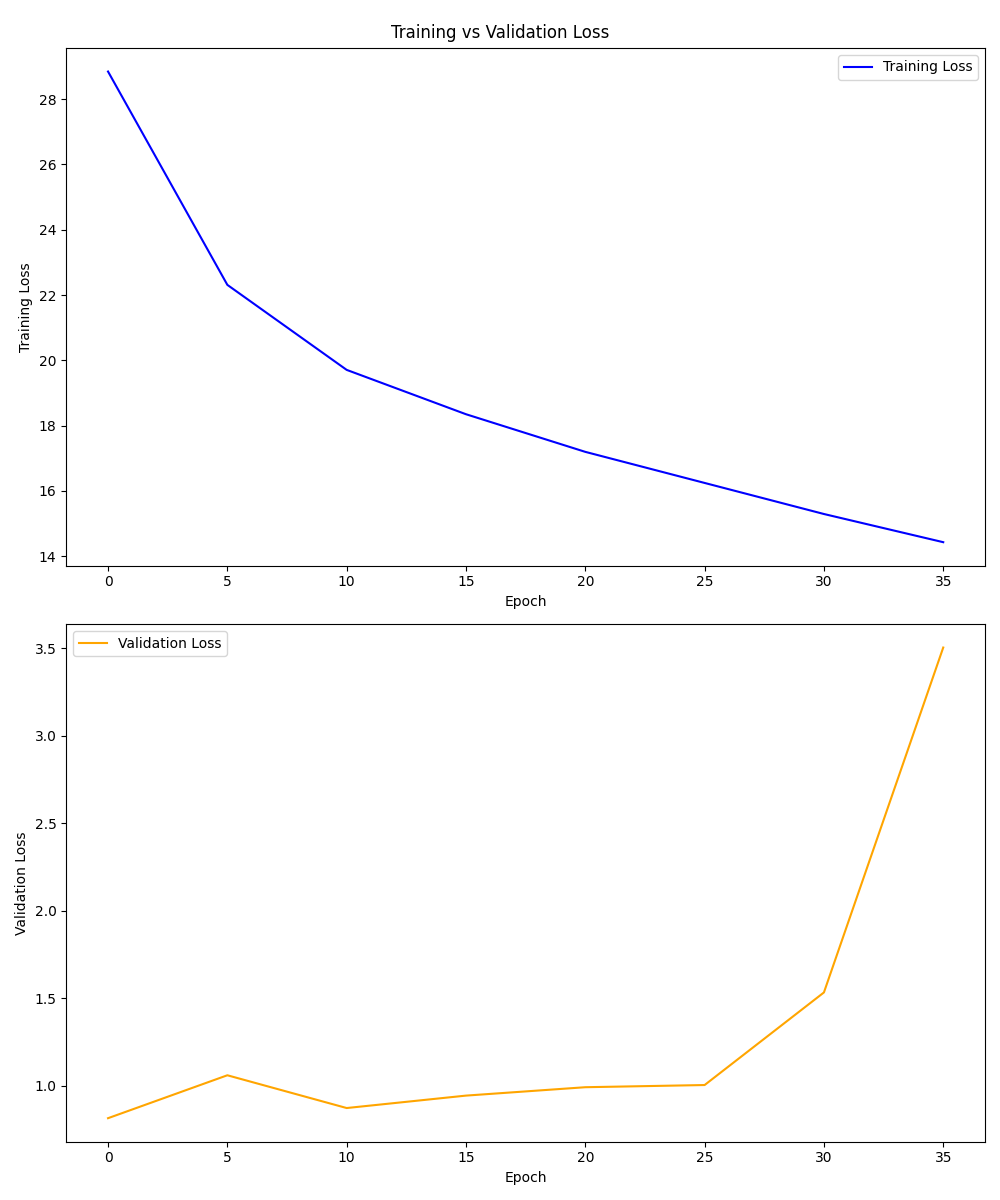 Training vs Validation Loss
Training Loss
28
26
24
22
20
18
16
14
Training Loss
0 5 10 15 20 25 30 35
Epoch
Validation Loss
3.5
3.0
2.5
2.0
1.5
1.0
Validation Loss
0 5 10 15 20 25 30 35
Epoch